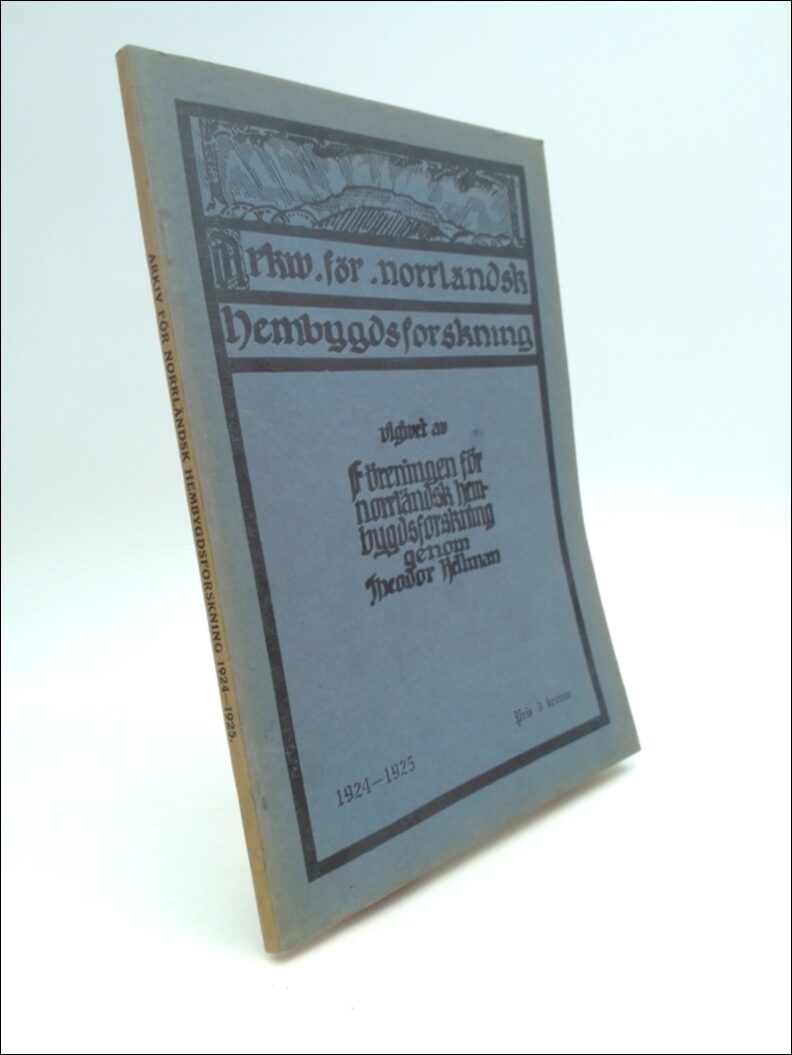 Arkiv för norrländsk
Hembygdsforskning
utgivet av
Föreningen för
norrländsk hem-
bygdsforskning
genom
Theodor Hellman
Pris 3 kronor
1924—1925
ARKIV FÖR NORRLÄNDSK HEMBYGDSFORSKNING 1924—1925.